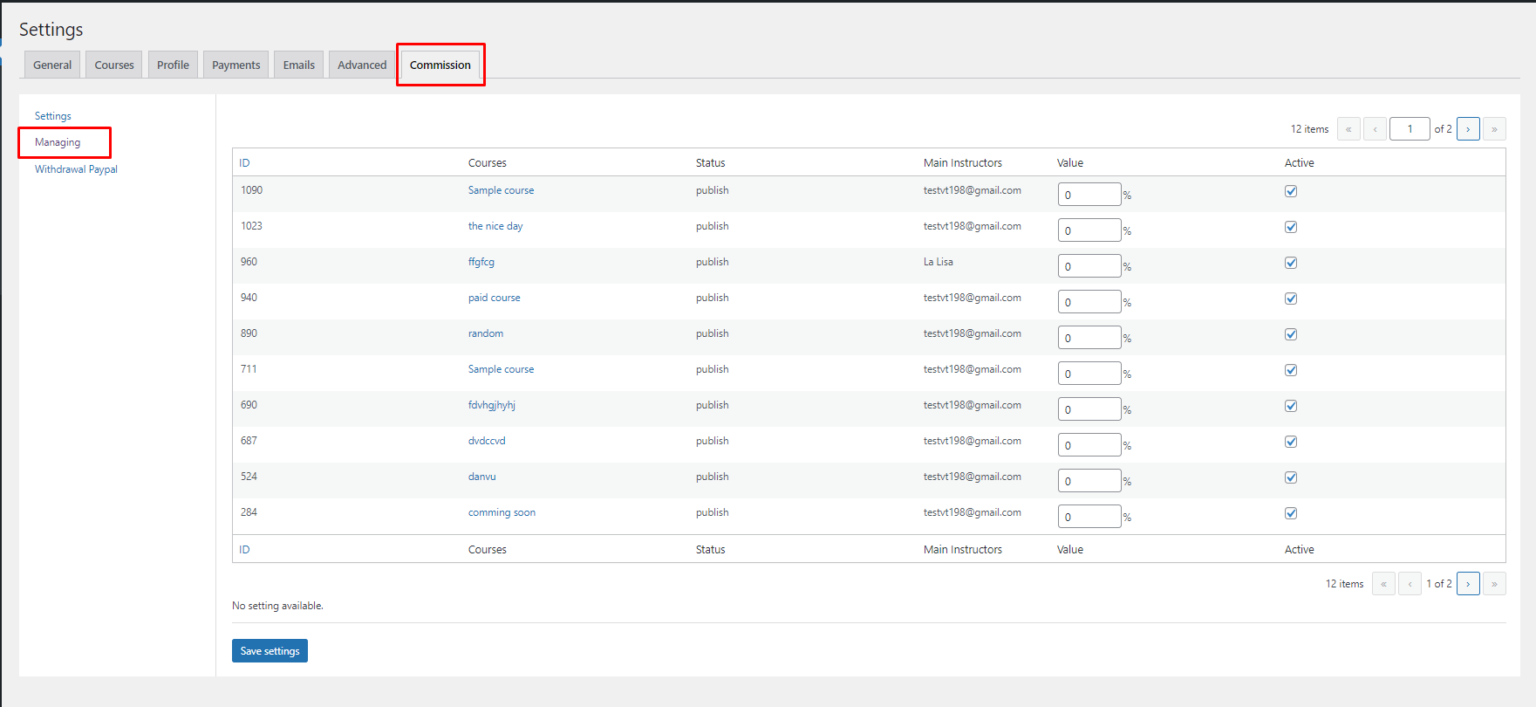 Settings
General Courses Profile Payments Emails Advanced Commission
Settings
Managing
Withdrawal Paypal
12 items « ‹ 1 of 2 › »
ID Courses Status Main Instructors Value Active
1090 Sample course publish testvt198@gmail.com 0 %
1023 the nice day publish testvt198@gmail.com 0 %
960 ffgfcg publish La Lisa 0 %
940 paid course publish testvt198@gmail.com 0 %
890 random publish testvt198@gmail.com 0 %
711 Sample course publish testvt198@gmail.com 0 %
690 fdvhgjhyhj publish testvt198@gmail.com 0 %
687 dvdccvd publish testvt198@gmail.com 0 %
524 danvu publish testvt198@gmail.com 0 %
284 comming soon publish testvt198@gmail.com 0 %
ID Courses Status Main Instructors Value Active
12 items « ‹ 1 of 2 › »
No setting available.
Save settings